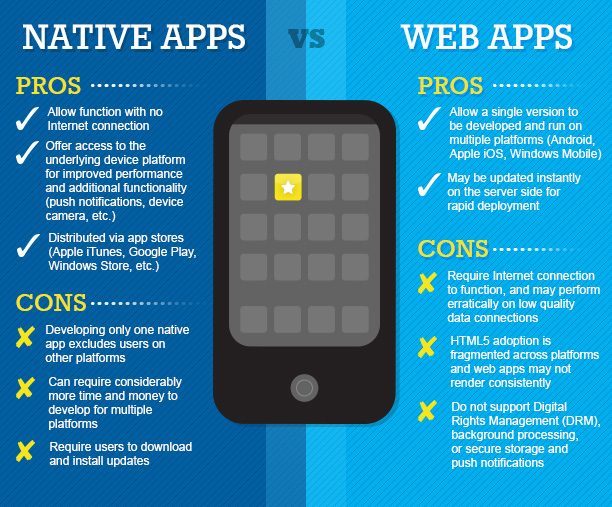 NATIVE APPS
vs
WEB APPS
PROS
Allow function with no
Internet connection
Offer access to the
underlying device platform
for improved performance
and additional functionality
(push notifications, device
camera, etc.)
Distributed via app stores
(Apple iTunes, Google Play,
Windows Store, etc.)
CONS
Developing only one native
app excludes users on
other platforms
Can require considerably
more time and money to
develop for multiple
platforms
Require users to download
and install updates
PROS
Allow a single version to
be developed and run on
multiple platforms (Android,
Apple iOS, Windows Mobile)
May be updated instantly
on the server side for
rapid deployment
CONS
Require Internet connection
to function, and may perform
erratically on low quality
data connections
HTML5 adoption is
fragmented across platforms
and web apps may not
render consistently
Do not support Digital
Rights Management (DRM),
background processing,
or secure storage and
push notifications